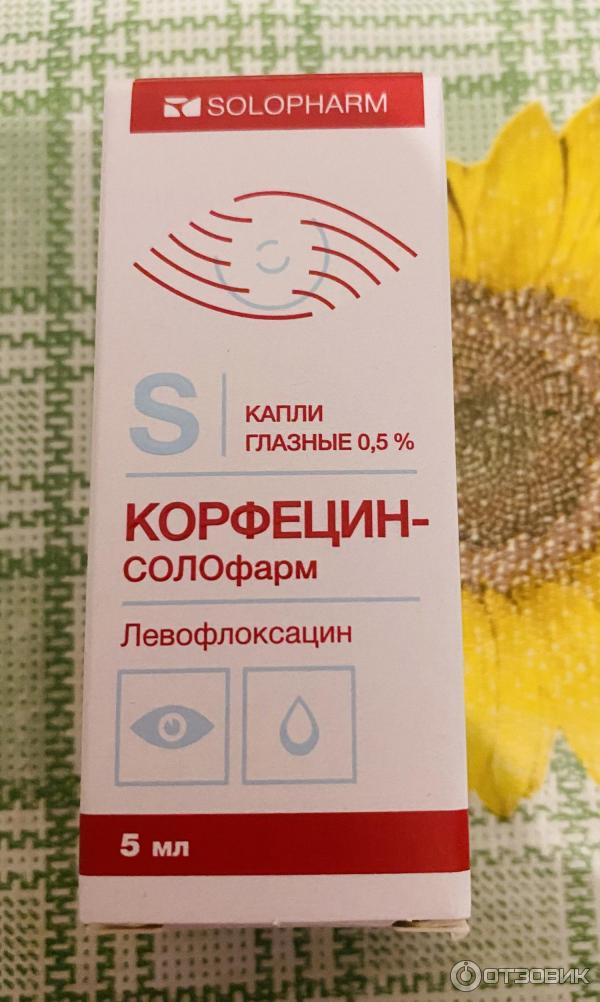 SOLOPHARM
S
КАПЛИ
ГЛАЗНЫЕ 0,5 %
КОРФЕЦИН-
СОЛОфарм
Левофлоксацин
5 мл
ОТЗОВИК